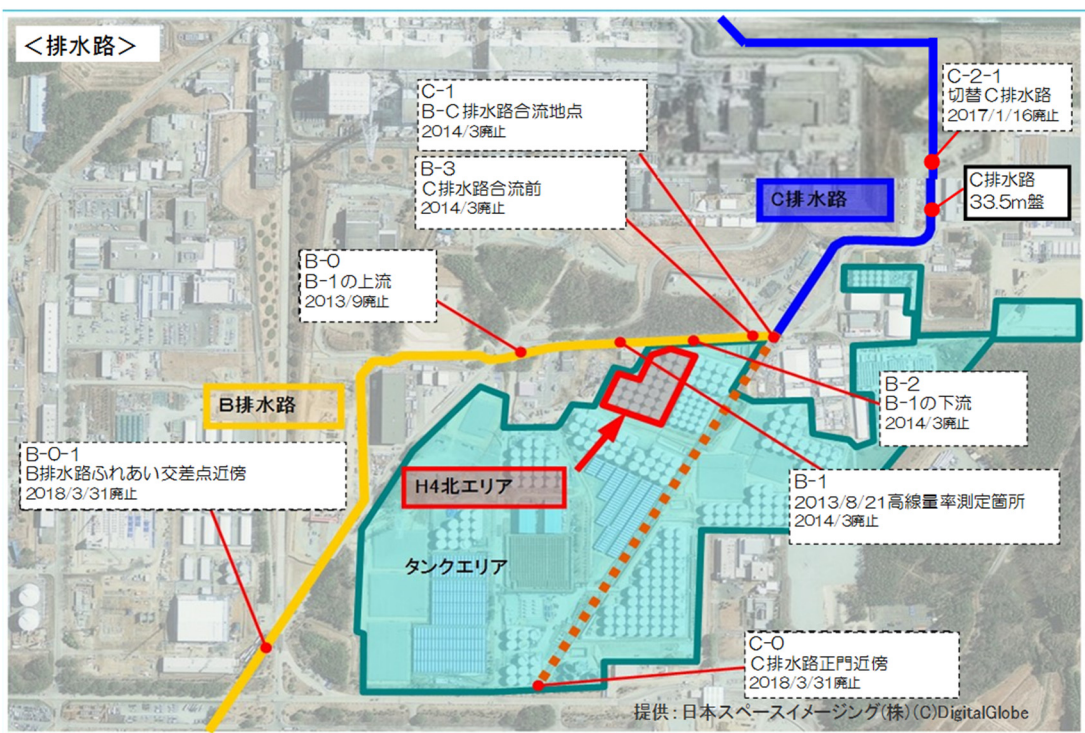 ＜排水路＞
C-1
B-C排水路合流地点
2014/3廃止
C-2-1
切替C排水路
2017/1/16廃止
B-3
C排水路合流前
2014/3廃止
C排水路
C排水路
33.5m盤
B-0
B-1の上流
2013/9廃止
B排水路
B-2
B-1の下流
2014/3廃止
B-0-1
B排水路ふれあい交差点近傍
2018/3/31廃止
H4北エリア
B-1
2013/8/21高線量率測定箇所
2014/3廃止
タンクエリア
C-0
C排水路正門近傍
2018/3/31廃止
提供：日本スペースイメージング(株)(C)DigitalGlobe